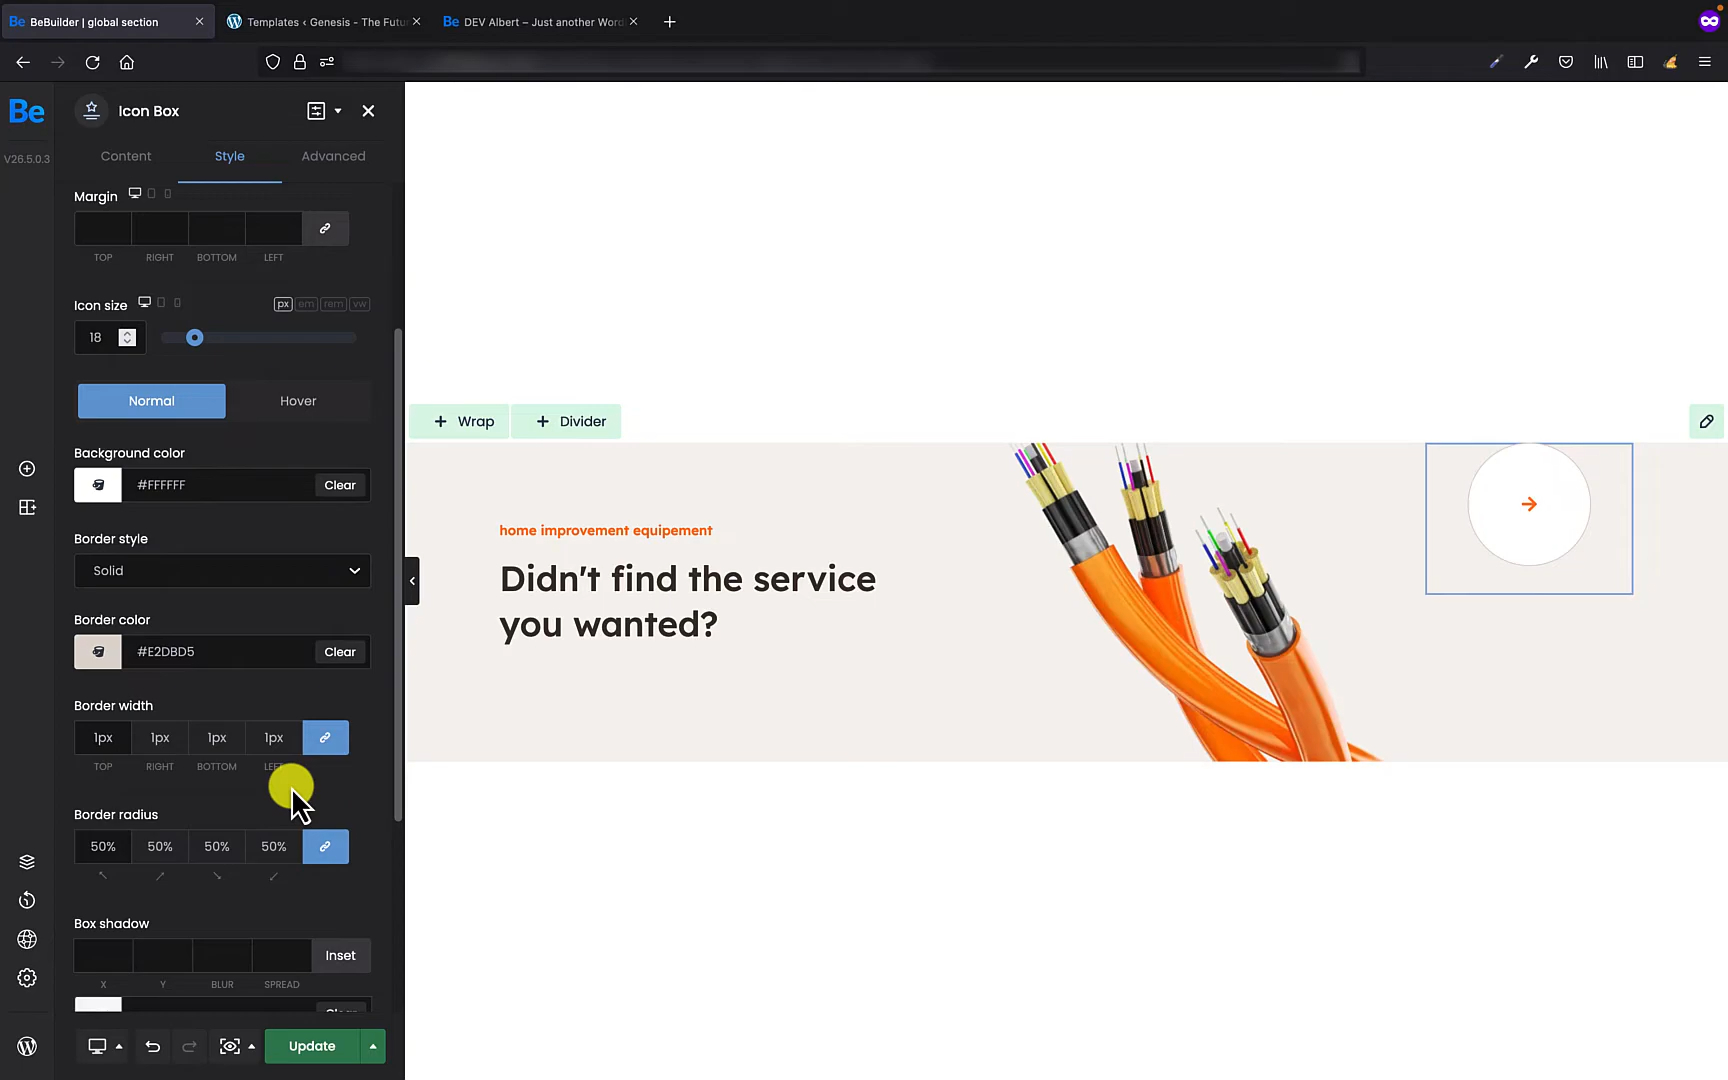 Be BeBuilder | global section
Templates ‹ Genesis - The Futur
Be DEV Albert – Just another Word
Be
V26.5.0.3
Icon Box
Content
Style
Advanced
Margin
TOP RIGHT BOTTOM LEFT
Icon size
px em rem vw
18
Normal
Hover
Background color
#FFFFFF
Clear
Border style
Solid
Border color
#E2DBD5
Clear
Border width
1px 1px 1px 1px
TOP RIGHT BOTTOM LEFT
Border radius
50% 50% 50% 50%
Box shadow
Inset
X Y BLUR SPREAD
Clear
Update
+ Wrap
+ Divider
home improvement equipement
Didn't find the service
you wanted?